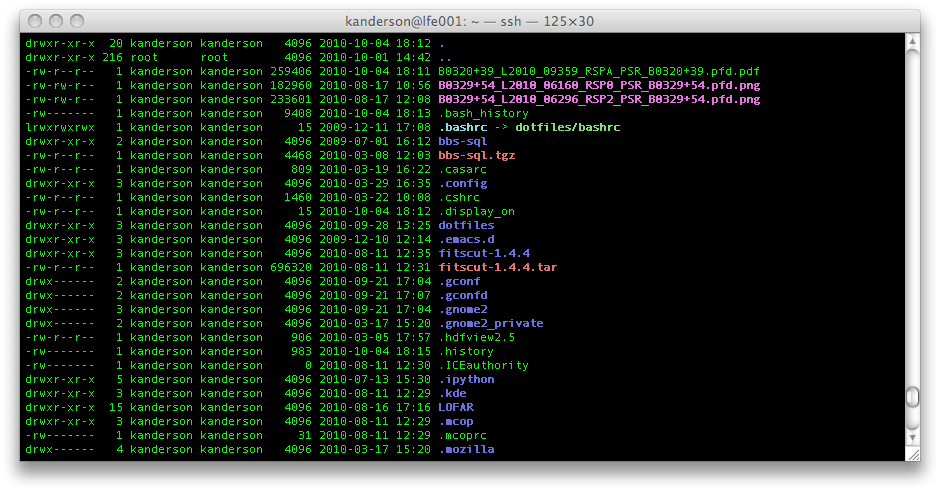 kanderson@lfe001: ~ — ssh — 125×30
drwxr-xr-x  20 kanderson kanderson   4096 2010-10-04 18:12 .
drwxr-xr-x 216 root      root        4096 2010-10-01 14:42 ..
-rw-r--r--   1 kanderson kanderson 259406 2010-10-04 18:11 B0320+39_L2010_09359_RSPA_PSR_B0320+39.pfd.pdf
-rw-rw-r--   1 kanderson kanderson 182960 2010-08-17 10:56 B0329+54_L2010_06160_RSP0_PSR_B0329+54.pfd.png
-rw-rw-r--   1 kanderson kanderson 233601 2010-08-17 12:08 B0329+54_L2010_06296_RSP2_PSR_B0329+54.pfd.png
-rw-------   1 kanderson kanderson   9408 2010-10-04 18:13 .bash_history
lrwxrwxrwx   1 kanderson kanderson     15 2009-12-11 17:08 .bashrc -> dotfiles/bashrc
drwxr-xr-x   2 kanderson kanderson   4096 2009-07-01 16:12 bbs-sql
-rw-r--r--   1 kanderson kanderson   4468 2010-03-08 12:03 bbs-sql.tgz
-rw-r--r--   1 kanderson kanderson    809 2010-03-19 16:22 .casarc
drwxr-xr-x   3 kanderson kanderson   4096 2010-03-29 16:35 .config
-rw-r--r--   1 kanderson kanderson   1460 2010-03-22 10:08 .cshrc
-rw-r--r--   1 kanderson kanderson     15 2010-10-04 18:12 .display_on
drwxr-xr-x   3 kanderson kanderson   4096 2010-09-28 13:25 dotfiles
drwxr-xr-x   3 kanderson kanderson   4096 2009-12-10 12:14 .emacs.d
drwxr-xr-x   3 kanderson kanderson   4096 2010-08-11 12:35 fitscut-1.4.4
-rw-r--r--   1 kanderson kanderson 696320 2010-08-11 12:31 fitscut-1.4.4.tar
drwx------   2 kanderson kanderson   4096 2010-09-21 17:04 .gconf
drwx------   2 kanderson kanderson   4096 2010-09-21 17:07 .gconfd
drwx------   3 kanderson kanderson   4096 2010-09-21 17:04 .gnome2
drwx------   2 kanderson kanderson   4096 2010-03-17 15:20 .gnome2_private
-rw-r--r--   1 kanderson kanderson    906 2010-03-05 17:57 .hdfview2.5
-rw-------   1 kanderson kanderson    983 2010-10-04 18:15 .history
-rw-------   1 kanderson kanderson      0 2010-08-11 12:30 .ICEauthority
drwxr-xr-x   5 kanderson kanderson   4096 2010-07-13 15:30 .ipython
drwxr-xr-x   3 kanderson kanderson   4096 2010-08-11 12:29 .kde
drwxr-xr-x  15 kanderson kanderson   4096 2010-08-16 17:16 LOFAR
drwxr-xr-x   3 kanderson kanderson   4096 2010-08-11 12:29 .mcop
-rw-------   1 kanderson kanderson     31 2010-08-11 12:29 .mcoprc
drwx------   4 kanderson kanderson   4096 2010-03-17 15:20 .mozilla